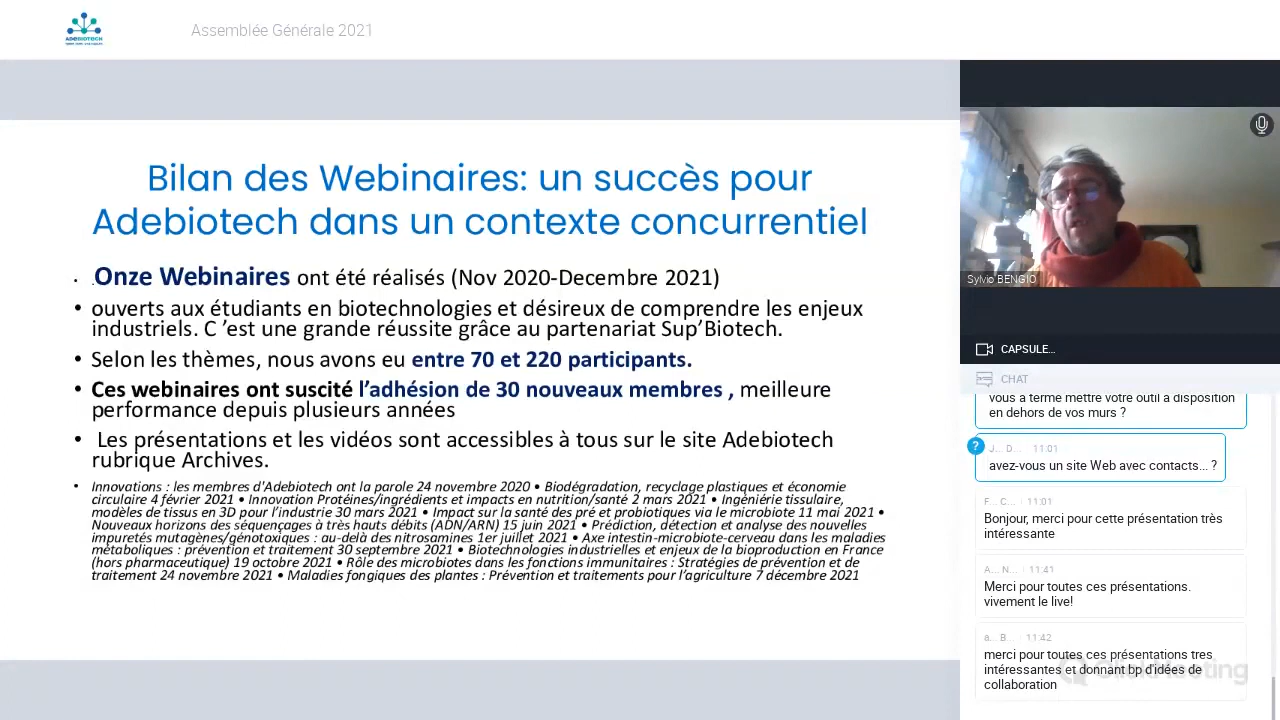 ADEBIOTECH
Assemblée Générale 2021
Bilan des Webinaires: un succès pour
Adebiotech dans un contexte concurrentiel
• .Onze Webinaires ont été réalisés (Nov 2020-Decembre 2021)
• ouverts aux étudiants en biotechnologies et désireux de comprendre les enjeux
industriels. C ’est une grande réussite grâce au partenariat Sup’Biotech.
• Selon les thèmes, nous avons eu entre 70 et 220 participants.
• Ces webinaires ont suscité l’adhésion de 30 nouveaux membres , meilleure
performance depuis plusieurs années
• Les présentations et les vidéos sont accessibles à tous sur le site Adebiotech
rubrique Archives.
• Innovations : les membres d'Adebiotech ont la parole 24 novembre 2020 • Biodégradation, recyclage plastiques et économie
circulaire 4 février 2021 • Innovation Protéines/ingrédients et impacts en nutrition/santé 2 mars 2021 • Ingénierie tissulaire,
modèles de tissus en 3D pour l’industrie 30 mars 2021 • Impact sur la santé des pré et probiotiques via le microbiote 11 mai 2021 •
Nouveaux horizons des séquençages à très hauts débits (ADN/ARN) 15 juin 2021 • Prédiction, détection et analyse des nouvelles
impuretés mutagènes/génotoxiques : au-delà des nitrosamines 1er juillet 2021 • Axe intestin-microbiote-cerveau dans les maladies
métaboliques : prévention et traitement 30 septembre 2021 • Biotechnologies industrielles et enjeux de la bioproduction en France
(hors pharmaceutique) 19 octobre 2021 • Rôle des microbiotes dans les fonctions immunitaires : Stratégies de prévention et de
traitement 24 novembre 2021 • Maladies fongiques des plantes : Prévention et traitements pour l’agriculture 7 décembre 2021
Sylvio BENGIO
CAPSULE...
CHAT
vous à terme mettre votre outil à disposition
en dehors de vos murs ?
?
J... D... 11:01
avez-vous un site Web avec contacts... ?
F... C... 11:01
Bonjour, merci pour cette présentation très
intéressante
A... N... 11:41
Merci pour toutes ces présentations.
vivement le live!
a... B... 11:42
merci pour toutes ces présentations tres
intéressantes et donnant bp d'idées de
collaboration
ClickMeeting